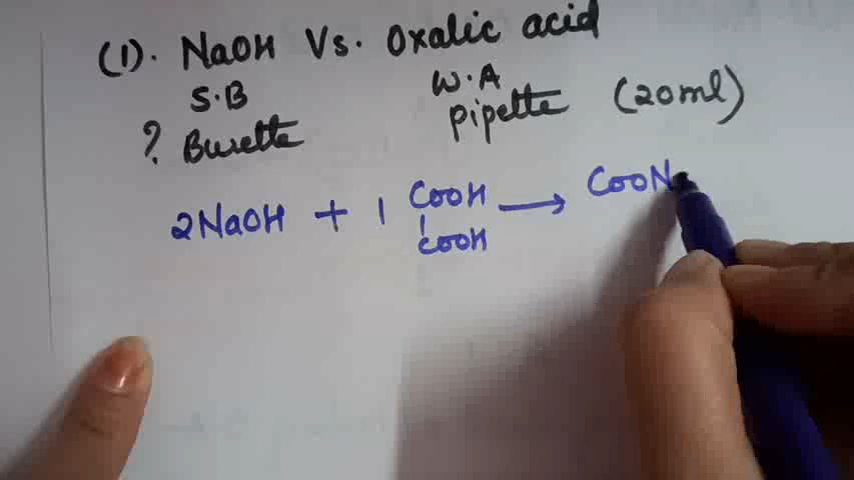 (1). NaOH Vs. Oxalic acid
S.B W.A
? Burette pipette (20ml)
2NaOH + 1 COOH → COON
COOH